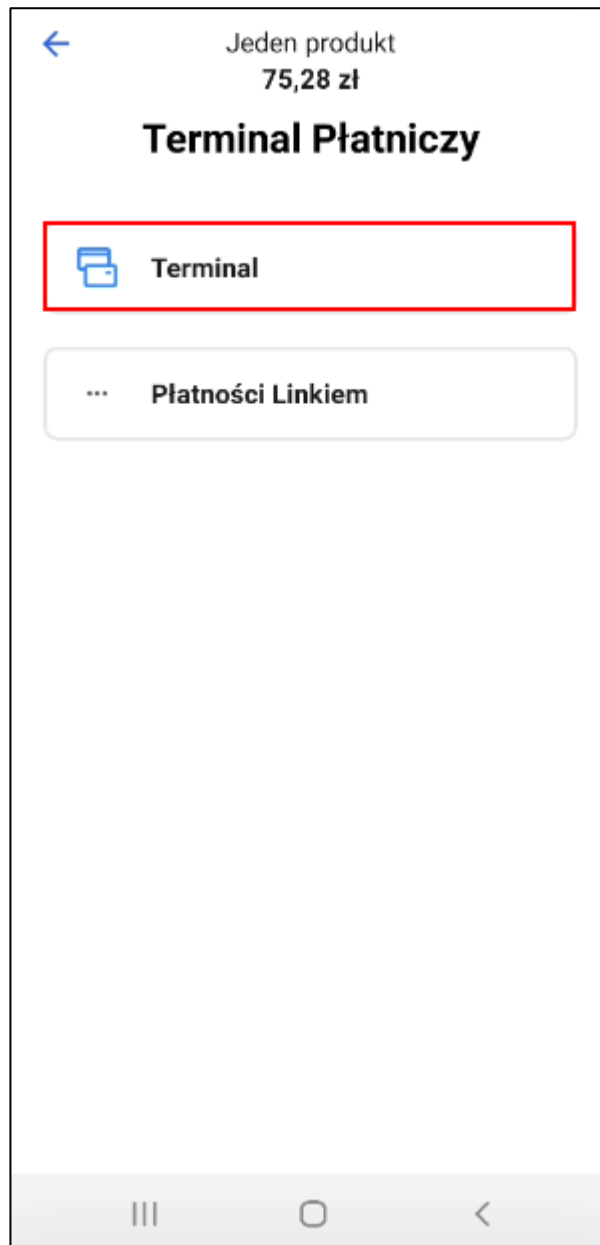 Jeden produkt
75,28 zł
Terminal Płatniczy
Terminal
Płatności Linkiem